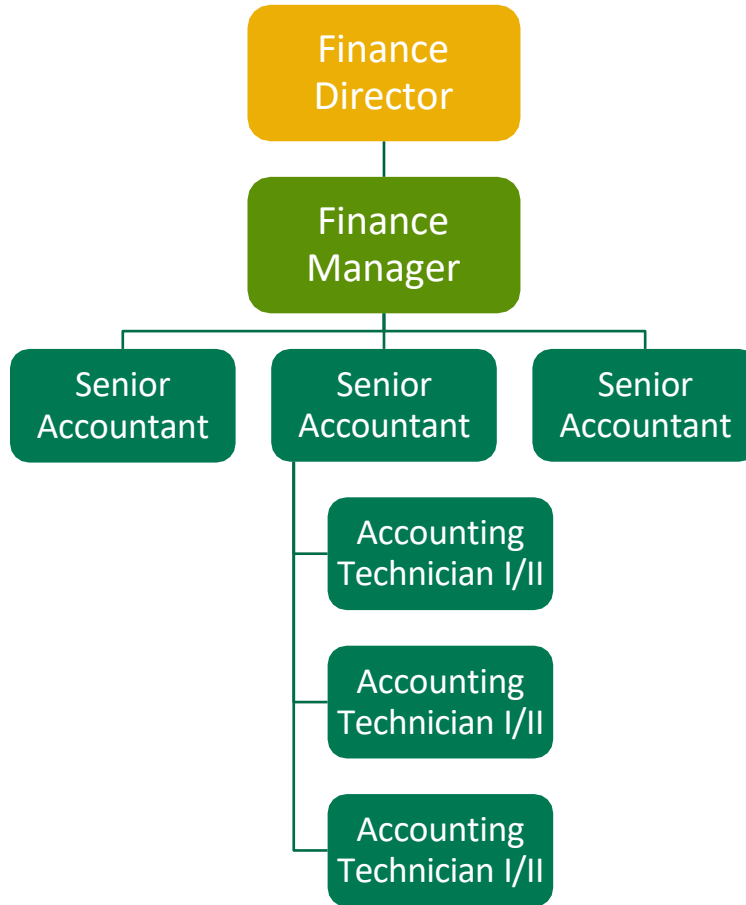 Finance
Director
Finance
Manager
Senior
Accountant
Senior
Accountant
Senior
Accountant
Accounting
Technician I/II
Accounting
Technician I/II
Accounting
Technician I/II